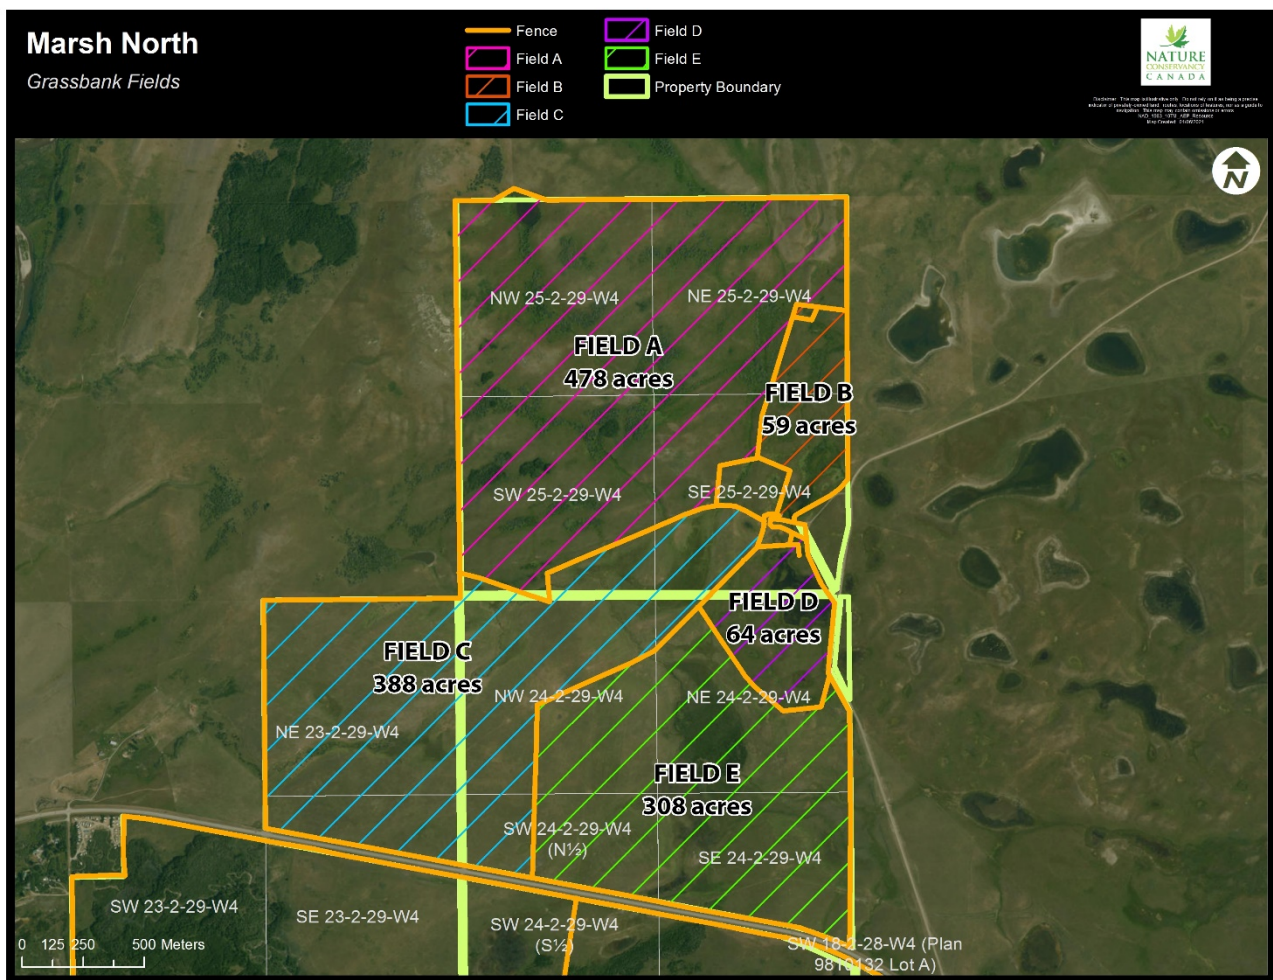 Marsh North
Grassbank Fields
Fence
Field A
Field B
Field C
Field D
Field E
Property Boundary
NATURE
CONSERVANCY
CANADA
N
NW 25-2-29-W4
NE 25-2-29-W4
FIELD A
478 acres
FIELD B
59 acres
SW 25-2-29-W4
SE 25-2-29-W4
FIELD D
64 acres
FIELD C
388 acres
NW 24-2-29-W4
NE 24-2-29-W4
NE 23-2-29-W4
FIELD E
308 acres
SW 24-2-29-W4
(N½)
SE 24-2-29-W4
SW 23-2-29-W4
SE 23-2-29-W4
SW 24-2-29-W4
(S½)
SW 18-2-28-W4 (Plan
9810132 Lot A)
0 125 250 500 Meters